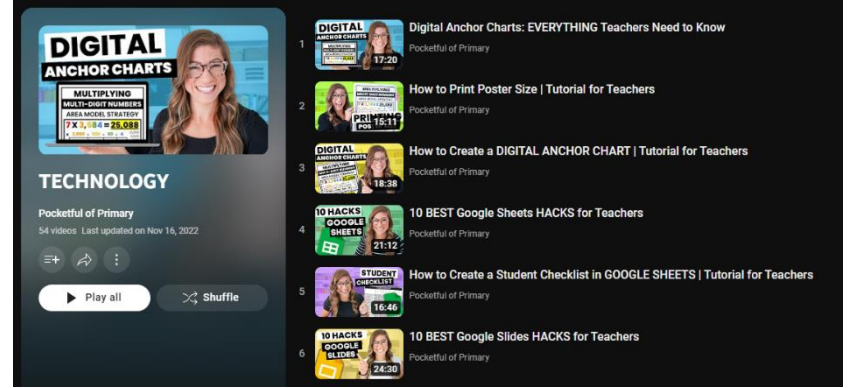 DIGITAL
ANCHOR CHARTS
MULTIPLYING
MULTI-DIGIT NUMBERS
AREA MODEL STRATEGY
7 X 3,584 = 25,088
TECHNOLOGY
Pocketful of Primary
54 videos Last updated on Nov 16, 2022
Play all
Shuffle
1
DIGITAL
ANCHOR CHARTS
17:20
Digital Anchor Charts: EVERYTHING Teachers Need to Know
Pocketful of Primary
2
PRINTING
POS
15:11
How to Print Poster Size | Tutorial for Teachers
Pocketful of Primary
3
DIGITAL
ANCHOR CHARTS
18:38
How to Create a DIGITAL ANCHOR CHART | Tutorial for Teachers
Pocketful of Primary
4
10 HACKS
GOOGLE
SHEETS
21:12
10 BEST Google Sheets HACKS for Teachers
Pocketful of Primary
5
STUDENT
CHECKLIST
16:46
How to Create a Student Checklist in GOOGLE SHEETS | Tutorial for Teachers
Pocketful of Primary
6
10 HACKS
GOOGLE
SLIDES
24:30
10 BEST Google Slides HACKS for Teachers
Pocketful of Primary